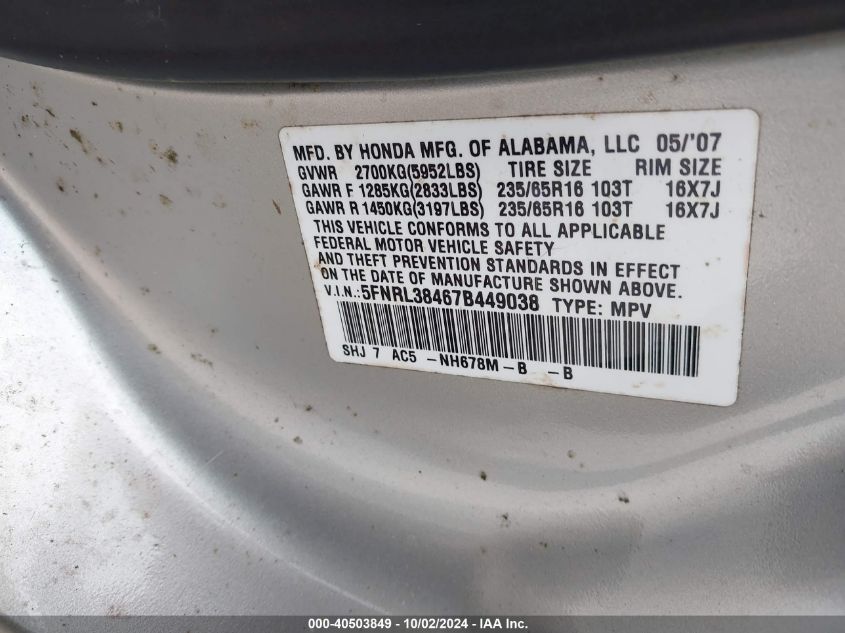 MFD. BY HONDA MFG. OF ALABAMA, LLC 05/'07
GVWR 2700KG(5952LBS) TIRE SIZE RIM SIZE
GAWR F 1285KG(2833LBS) 235/65R16 103T 16X7J
GAWR R 1450KG(3197LBS) 235/65R16 103T 16X7J
THIS VEHICLE CONFORMS TO ALL APPLICABLE
FEDERAL MOTOR VEHICLE SAFETY
AND THEFT PREVENTION STANDARDS IN EFFECT
ON THE DATE OF MANUFACTURE SHOWN ABOVE.
V.I.N.:5FNRL38467B449038 TYPE: MPV
SHJ 7 AC5 -NH678M-B -B
000-40503849 - 10/02/2024 - IAA Inc.